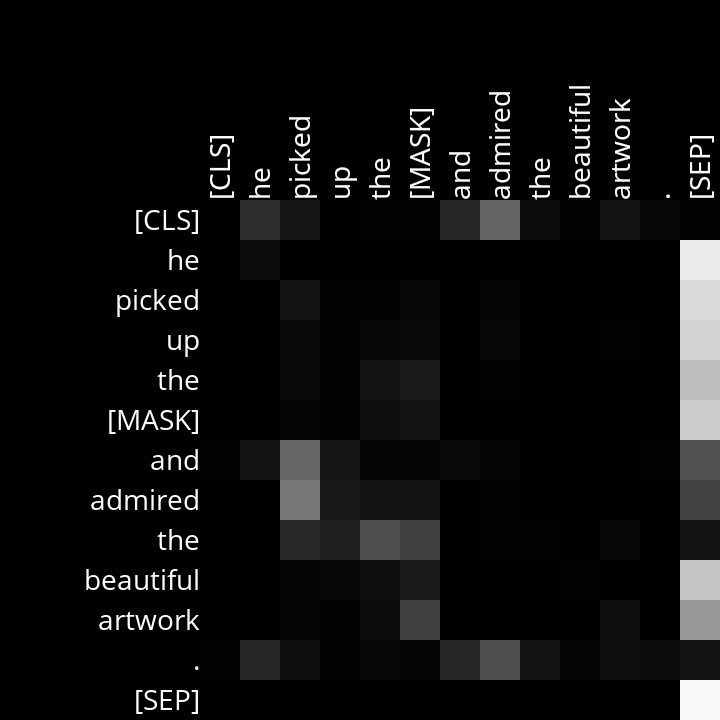 [CLS] he picked up the [MASK] and admired the beautiful artwork . [SEP]
[CLS]
he
picked
up
the
[MASK]
and
admired
the
beautiful
artwork
.
[SEP]